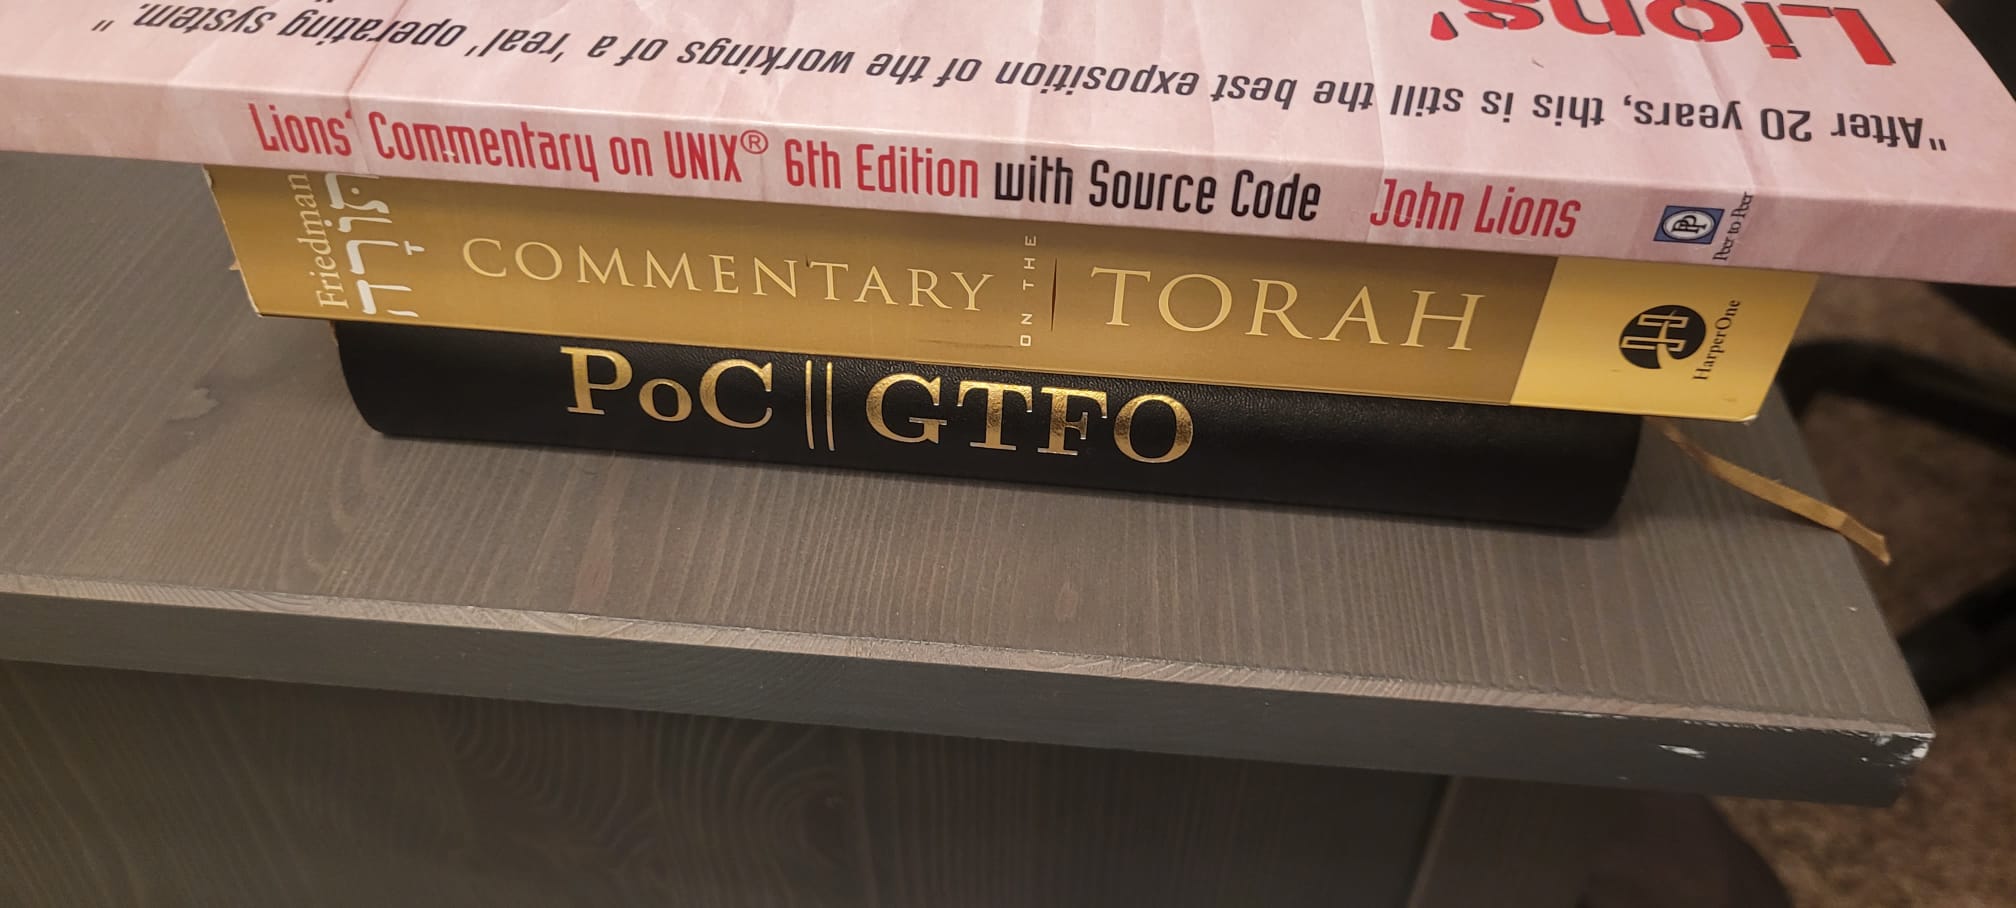 Lions'
"After 20 years, this is still the best exposition of the workings of a 'real' operating system."
Lions' Commentary on UNIX® 6th Edition with Source Code John Lions
Peer to Peer
Friedman
תורה
COMMENTARY ON THE TORAH
HarperOne
PoC || GTFO